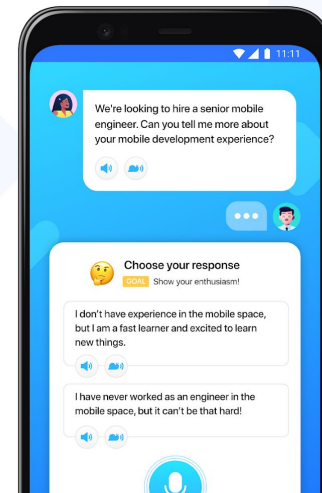 11:11
We're looking to hire a senior mobile
engineer. Can you tell me more about
your mobile development experience?
Choose your response
GOAL Show your enthusiasm!
I don't have experience in the mobile space,
but I am a fast learner and excited to learn
new things.
I have never worked as an engineer in the
mobile space, but it can't be that hard!